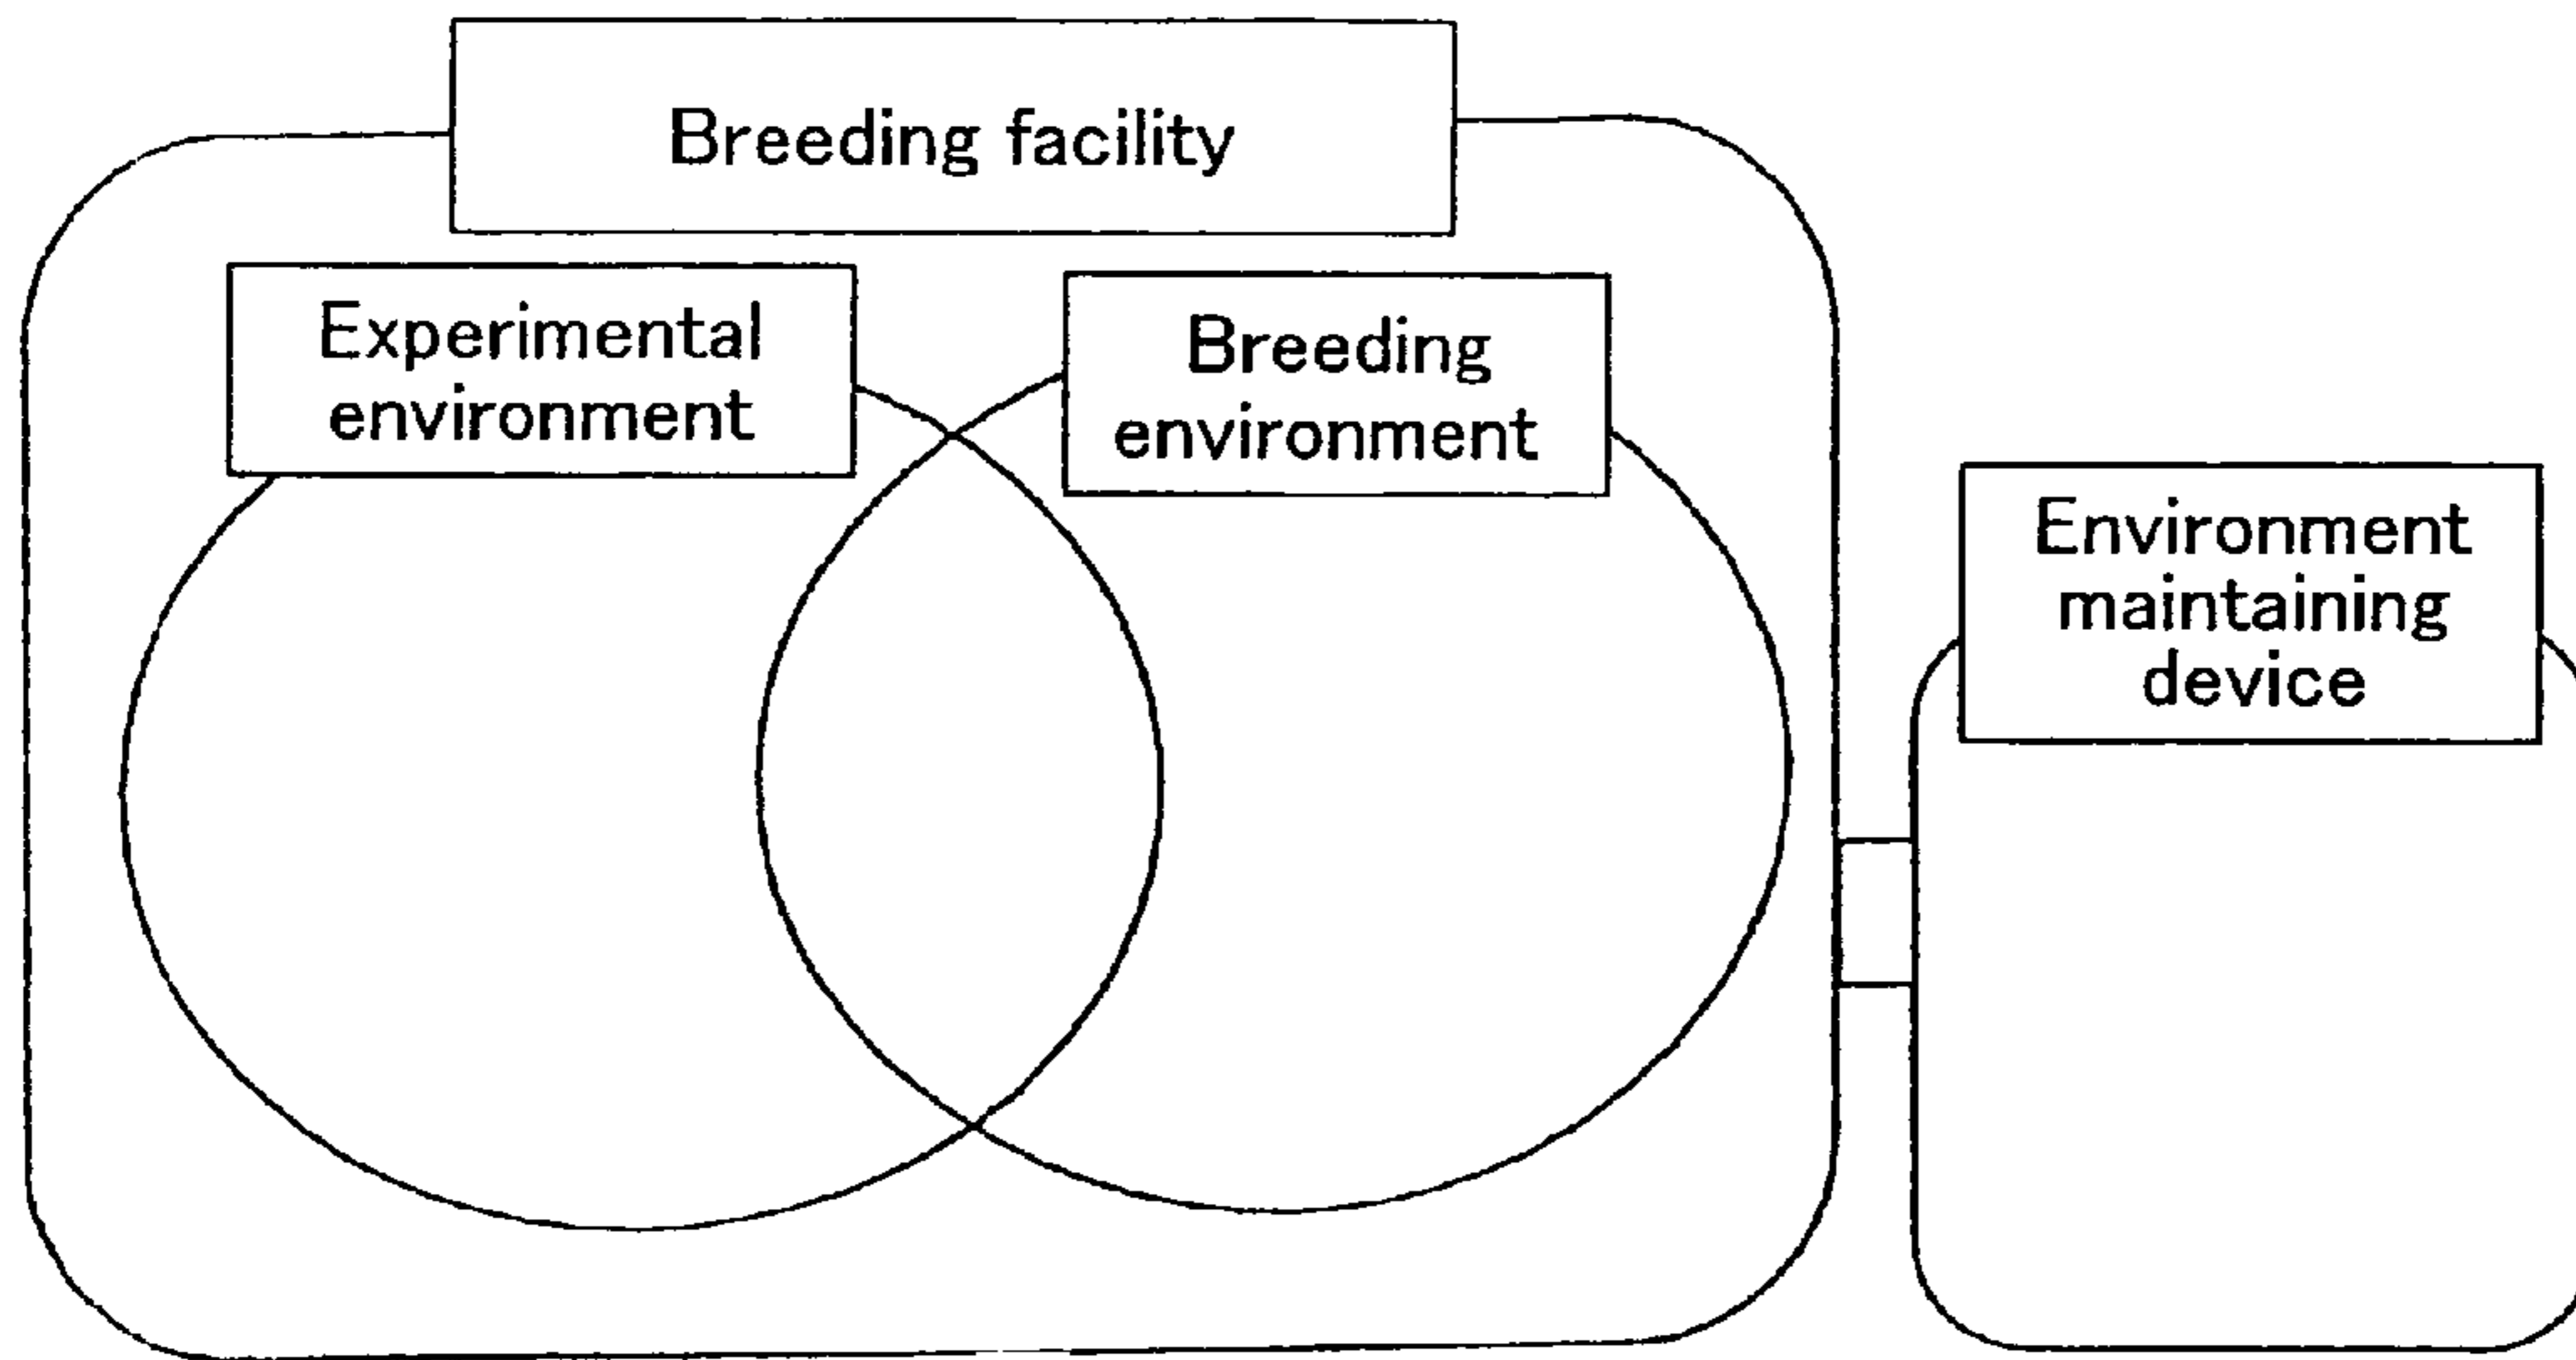 Breeding facility
Experimental
environment
Breeding
environment
Environment
maintaining
device